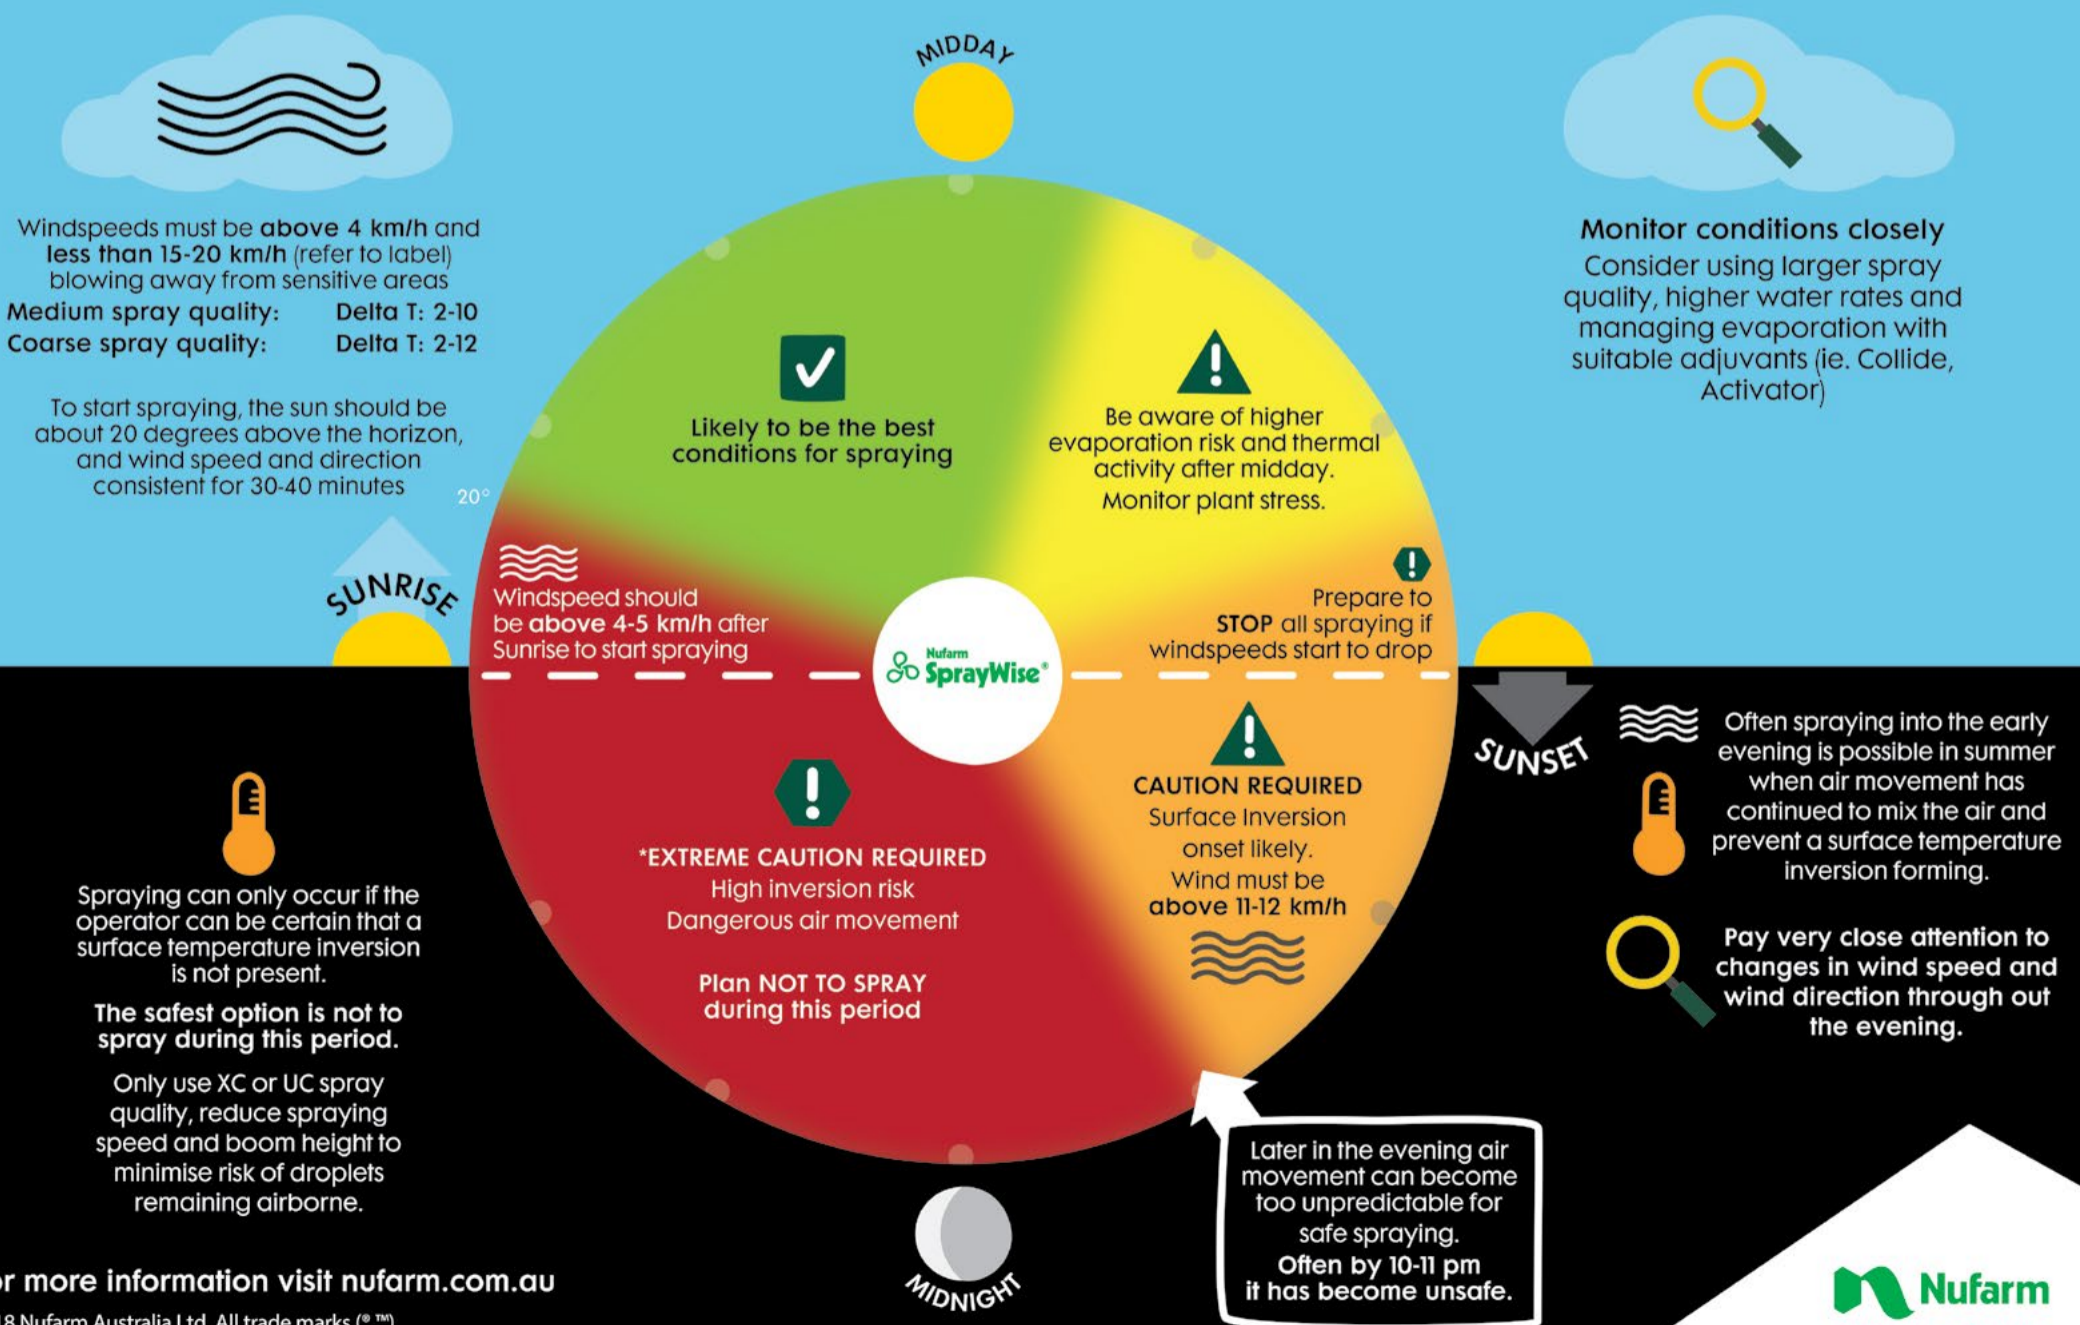 MIDDAY
Windspeeds must be above 4 km/h and
less than 15-20 km/h (refer to label)
blowing away from sensitive areas
Medium spray quality: Delta T: 2-10
Coarse spray quality: Delta T: 2-12
To start spraying, the sun should be
about 20 degrees above the horizon,
and wind speed and direction
consistent for 30-40 minutes
20°
SUNRISE
Monitor conditions closely
Consider using larger spray
quality, higher water rates and
managing evaporation with
suitable adjuvants (ie. Collide,
Activator)
Likely to be the best
conditions for spraying
Be aware of higher
evaporation risk and thermal
activity after midday.
Monitor plant stress.
Windspeed should
be above 4-5 km/h after
Sunrise to start spraying
Prepare to
STOP all spraying if
windspeeds start to drop
Nufarm
SprayWise®
*EXTREME CAUTION REQUIRED
High inversion risk
Dangerous air movement
Plan NOT TO SPRAY
during this period
CAUTION REQUIRED
Surface Inversion
onset likely.
Wind must be
above 11-12 km/h
SUNSET
Often spraying into the early
evening is possible in summer
when air movement has
continued to mix the air and
prevent a surface temperature
inversion forming.
Pay very close attention to
changes in wind speed and
wind direction through out
the evening.
Spraying can only occur if the
operator can be certain that a
surface temperature inversion
is not present.
The safest option is not to
spray during this period.
Only use XC or UC spray
quality, reduce spraying
speed and boom height to
minimise risk of droplets
remaining airborne.
Later in the evening air
movement can become
too unpredictable for
safe spraying.
Often by 10-11 pm
it has become unsafe.
MIDNIGHT
r more information visit nufarm.com.au
8 Nufarm Australia Ltd. All trade marks (® ™)
Nufarm